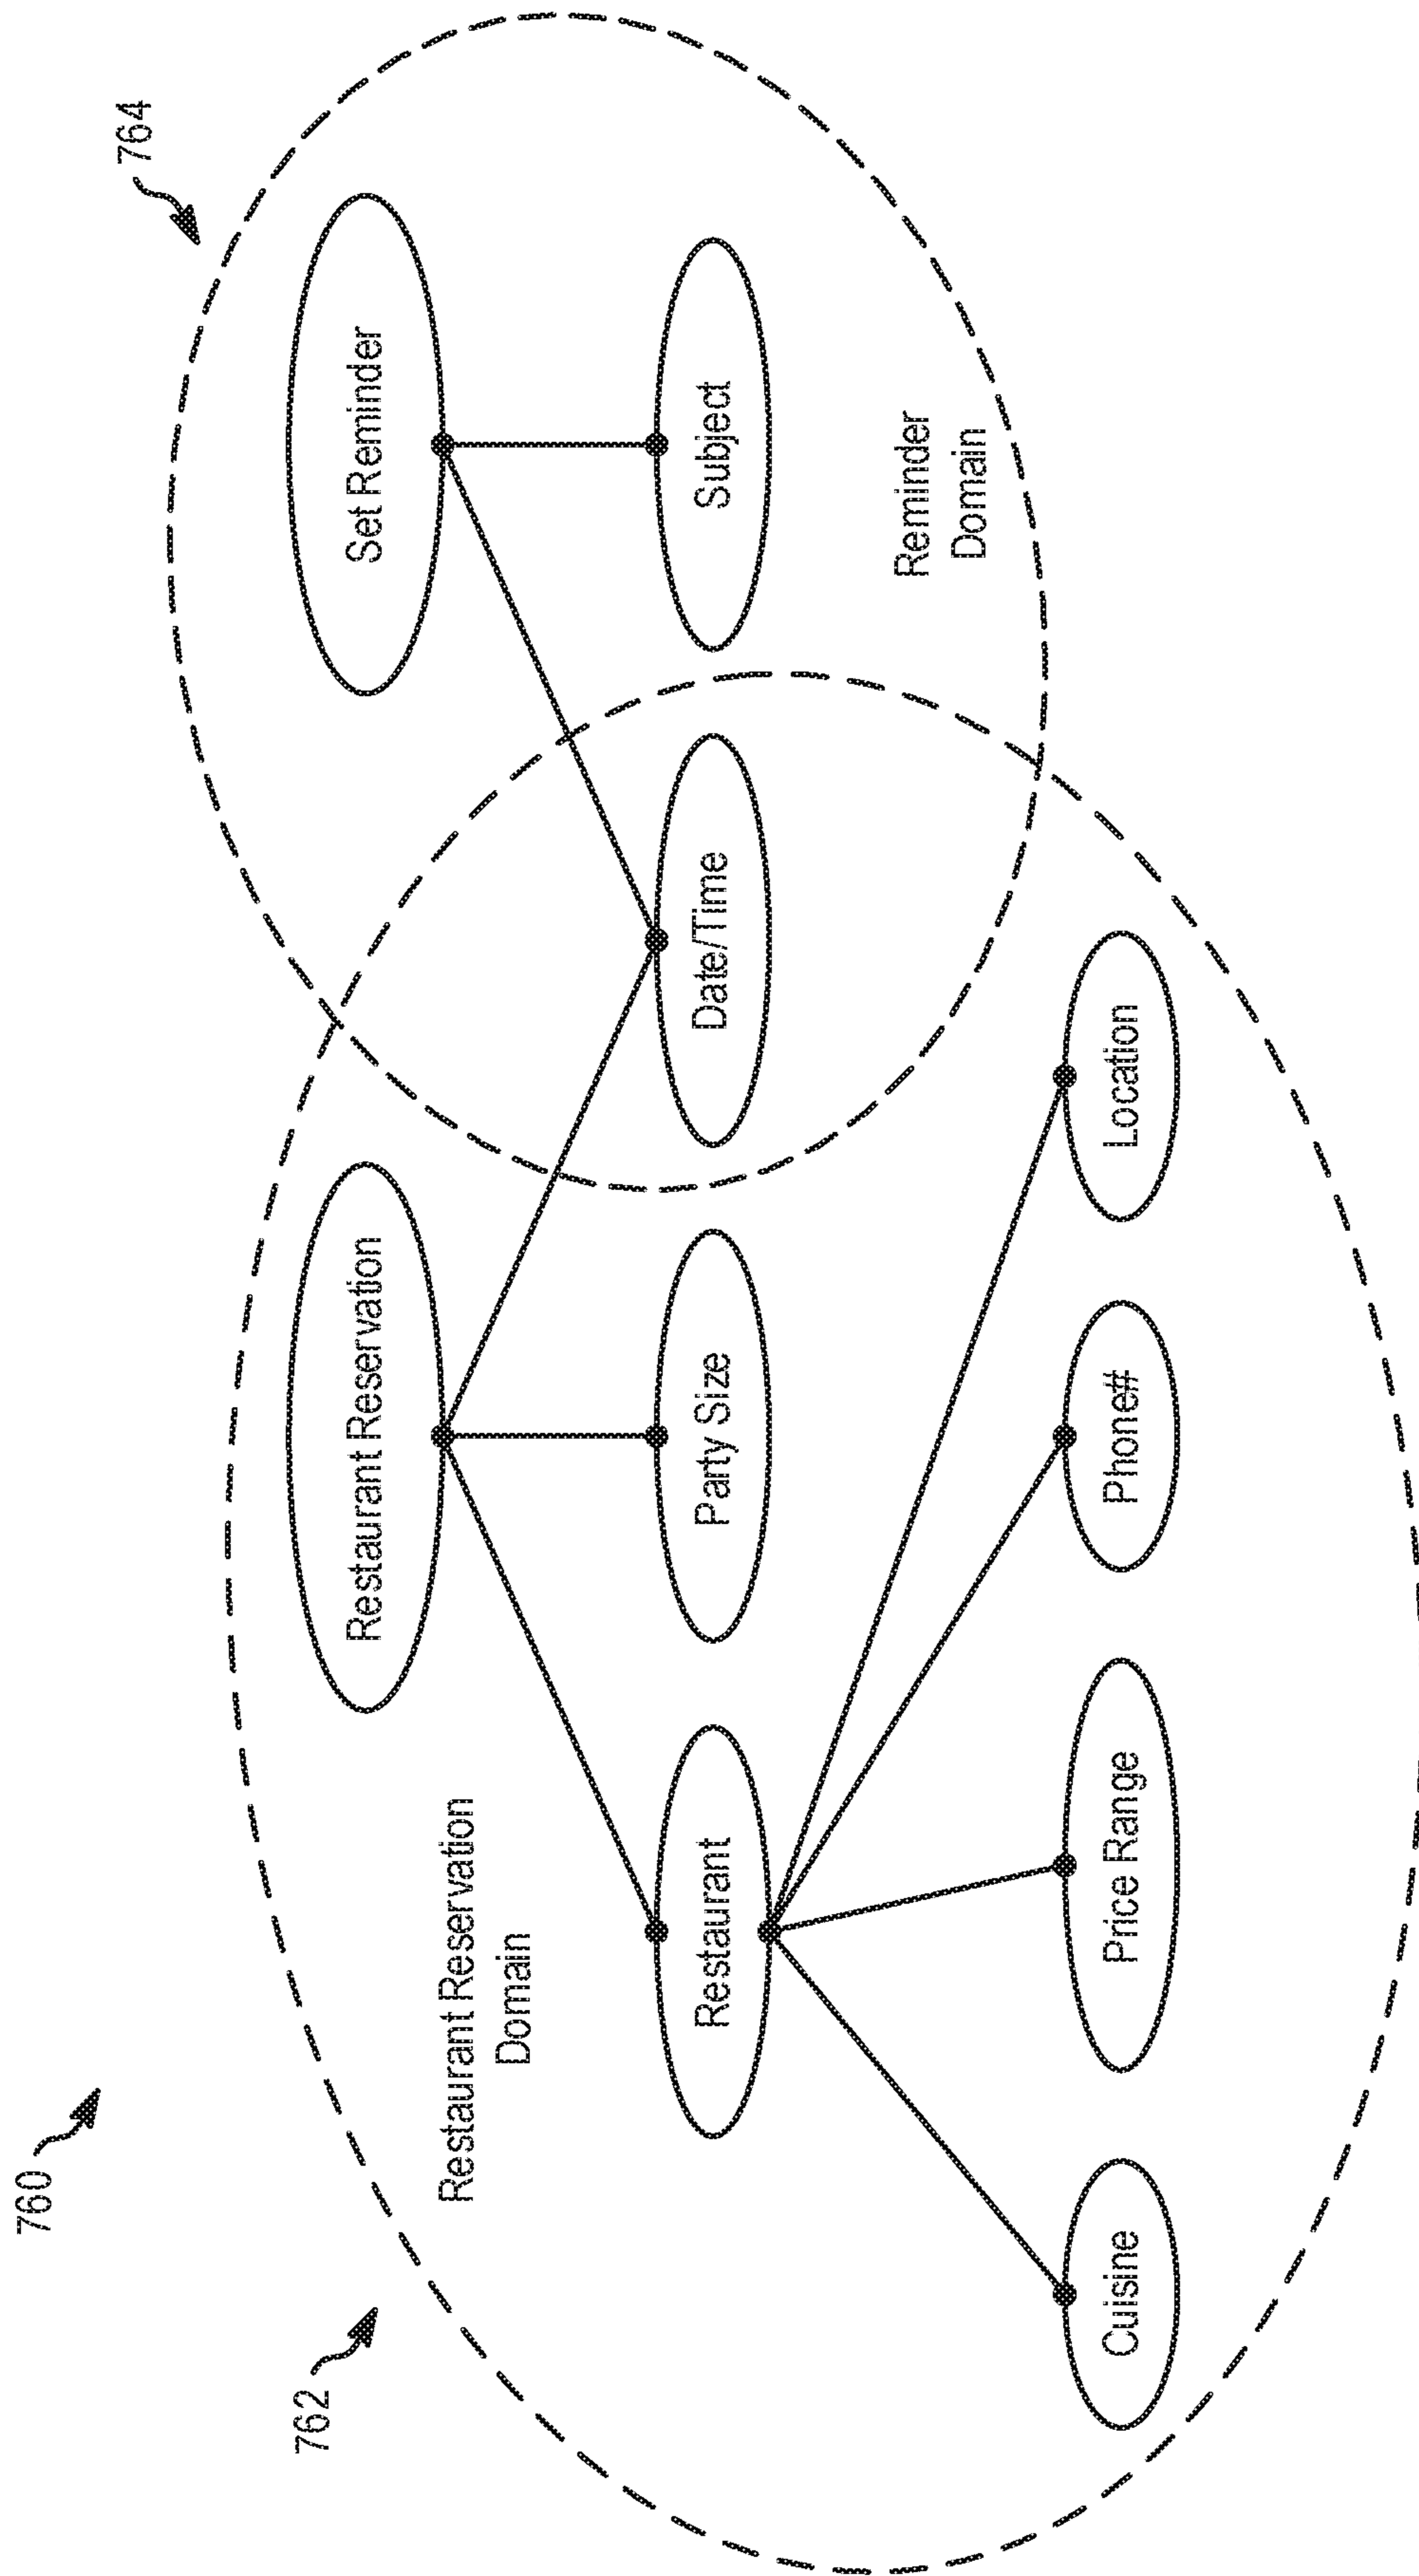 760
762
764
Restaurant Reservation
Set Reminder
Restaurant Reservation
Domain
Restaurant
Party Size
Date/Time
Subject
Reminder
Domain
Cuisine
Price Range
Phone#
Location